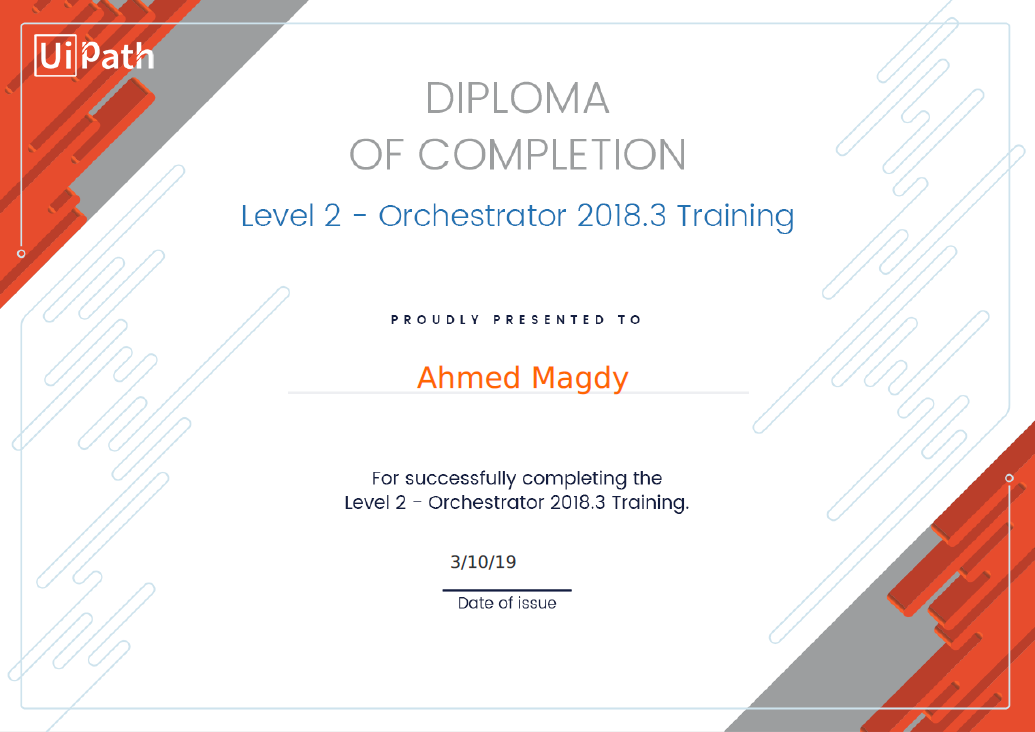 UiPath
DIPLOMA
OF COMPLETION
Level 2 - Orchestrator 2018.3 Training
PROUDLY PRESENTED TO
Ahmed Magdy
For successfully completing the
Level 2 - Orchestrator 2018.3 Training.
3/10/19
Date of issue